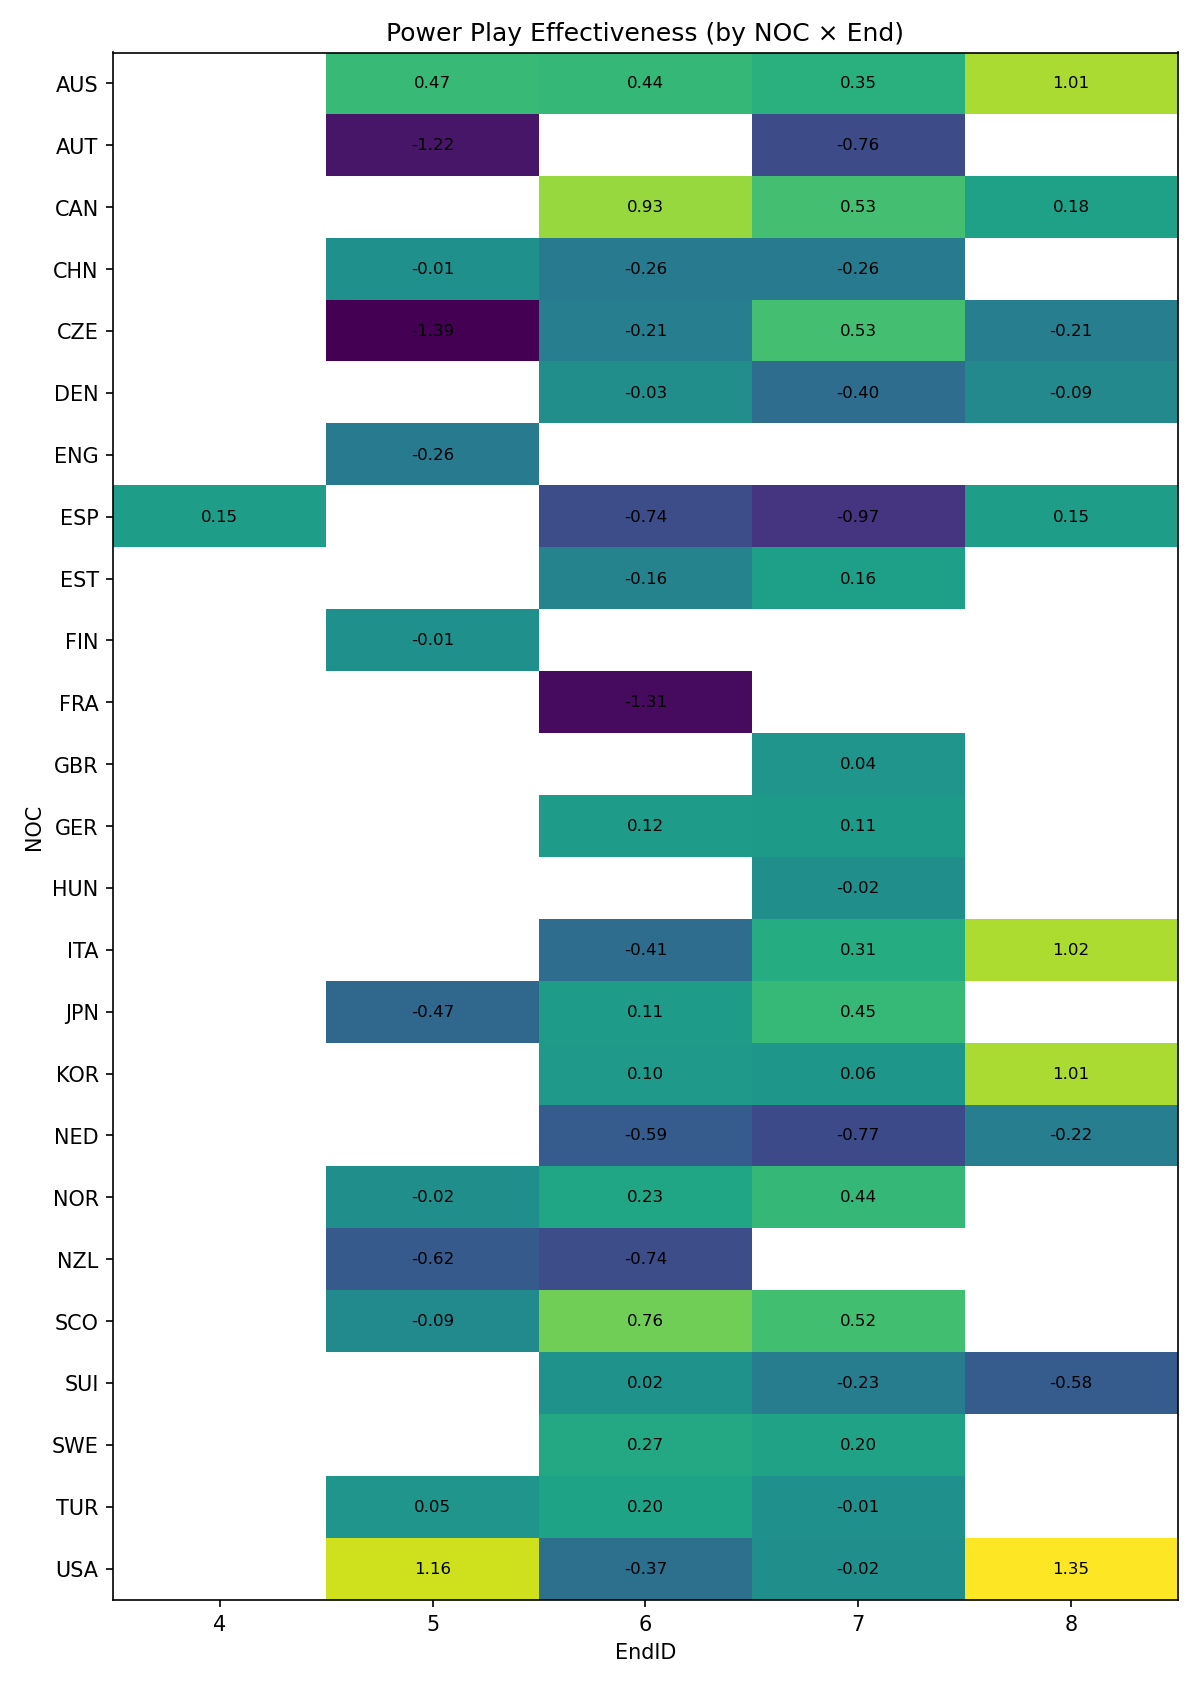 Power Play Effectiveness (by NOC × End)
AUS 0.47 0.44 0.35 1.01
AUT -1.22 -0.76
CAN 0.93 0.53 0.18
CHN -0.01 -0.26 -0.26
CZE -1.39 -0.21 0.53 -0.21
DEN -0.03 -0.40 -0.09
ENG -0.26
ESP 0.15 -0.74 -0.97 0.15
EST -0.16 0.16
FIN -0.01
FRA -1.31
GBR 0.04
NOC
GER 0.12 0.11
HUN -0.02
ITA -0.41 0.31 1.02
JPN -0.47 0.11 0.45
KOR 0.10 0.06 1.01
NED -0.59 -0.77 -0.22
NOR -0.02 0.23 0.44
NZL -0.62 -0.74
SCO -0.09 0.76 0.52
SUI 0.02 -0.23 -0.58
SWE 0.27 0.20
TUR 0.05 0.20 -0.01
USA 1.16 -0.37 -0.02 1.35
4 5 6 7 8
EndID